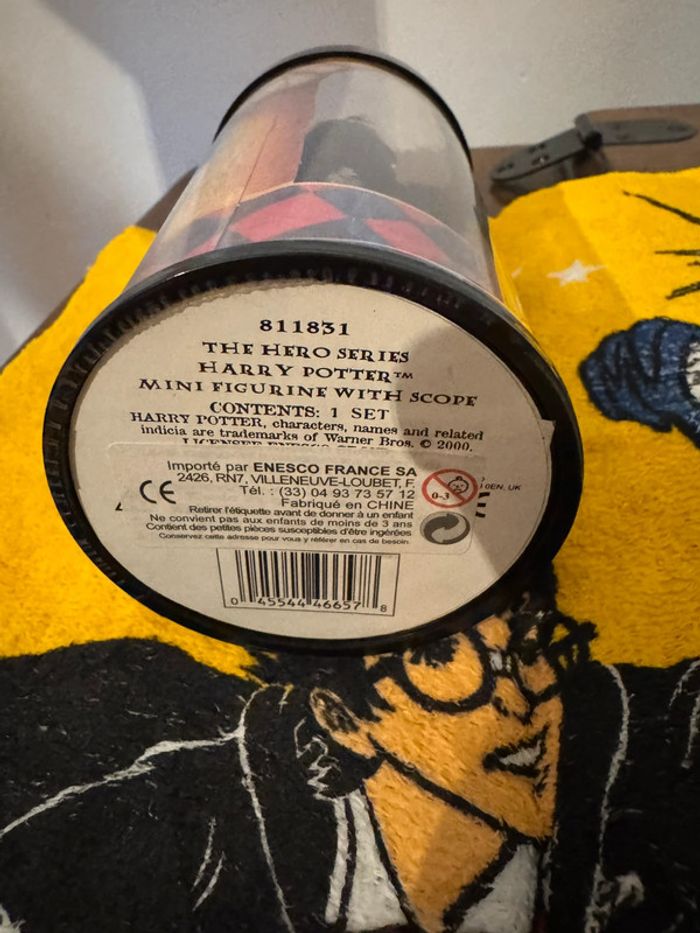 811831
THE HERO SERIES
HARRY POTTER™
MINI FIGURINE WITH SCOPE
CONTENTS: 1 SET
HARRY POTTER, characters, names and related
indicia are trademarks of Warner Bros. © 2000.
Importé par ENESCO FRANCE SA
2426, RN7, VILLENEUVE-LOUBET, F.
Tél. : (33) 04 93 73 57 12
Fabriqué en CHINE
Retirer l'étiquette avant de donner à un enfant
Ne convient pas aux enfants de moins de 3 ans
Contient des petites pièces susceptibles d'être ingérées
Conservez cette adresse pour vous y référer en cas de besoin.
CE
0-3
UK
0 45544 46657 8